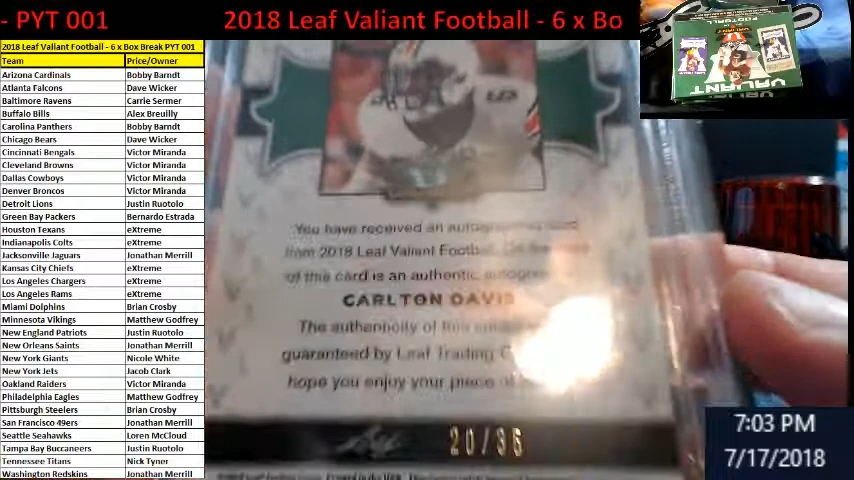 - PYT 001
2018 Leaf Valiant Football - 6 x Bo
2018 Leaf Valiant Football - 6 x Box Break PYT 001
Team Price/Owner
Arizona Cardinals Bobby Barndt
Atlanta Falcons Dave Wicker
Baltimore Ravens Carrie Sermer
Buffalo Bills Alex Breuilly
Carolina Panthers Bobby Barndt
Chicago Bears Dave Wicker
Cincinnati Bengals Victor Miranda
Cleveland Browns Victor Miranda
Dallas Cowboys Victor Miranda
Denver Broncos Victor Miranda
Detroit Lions Justin Ruotolo
Green Bay Packers Bernardo Estrada
Houston Texans eXtreme
Indianapolis Colts eXtreme
Jacksonville Jaguars Jonathan Merrill
Kansas City Chiefs eXtreme
Los Angeles Chargers eXtreme
Los Angeles Rams eXtreme
Miami Dolphins Brian Crosby
Minnesota Vikings Matthew Godfrey
New England Patriots Justin Ruotolo
New Orleans Saints Jonathan Merrill
New York Giants Nicole White
New York Jets Jacob Clark
Oakland Raiders Victor Miranda
Philadelphia Eagles Matthew Godfrey
Pittsburgh Steelers Brian Crosby
San Francisco 49ers Jonathan Merrill
Seattle Seahawks Loren McCloud
Tampa Bay Buccaneers Justin Ruotolo
Tennessee Titans Nick Tyner
Washington Redskins Jonathan Merrill
VALIANT
You have received an autographed card
from 2018 Leaf Valiant Football.
of this card is an authentic
CARLTON DAVIS
The authenticity of this
guaranteed by Leaf Trading
hope you enjoy your piece of
Leaf
20/35
7:03 PM
7/17/2018